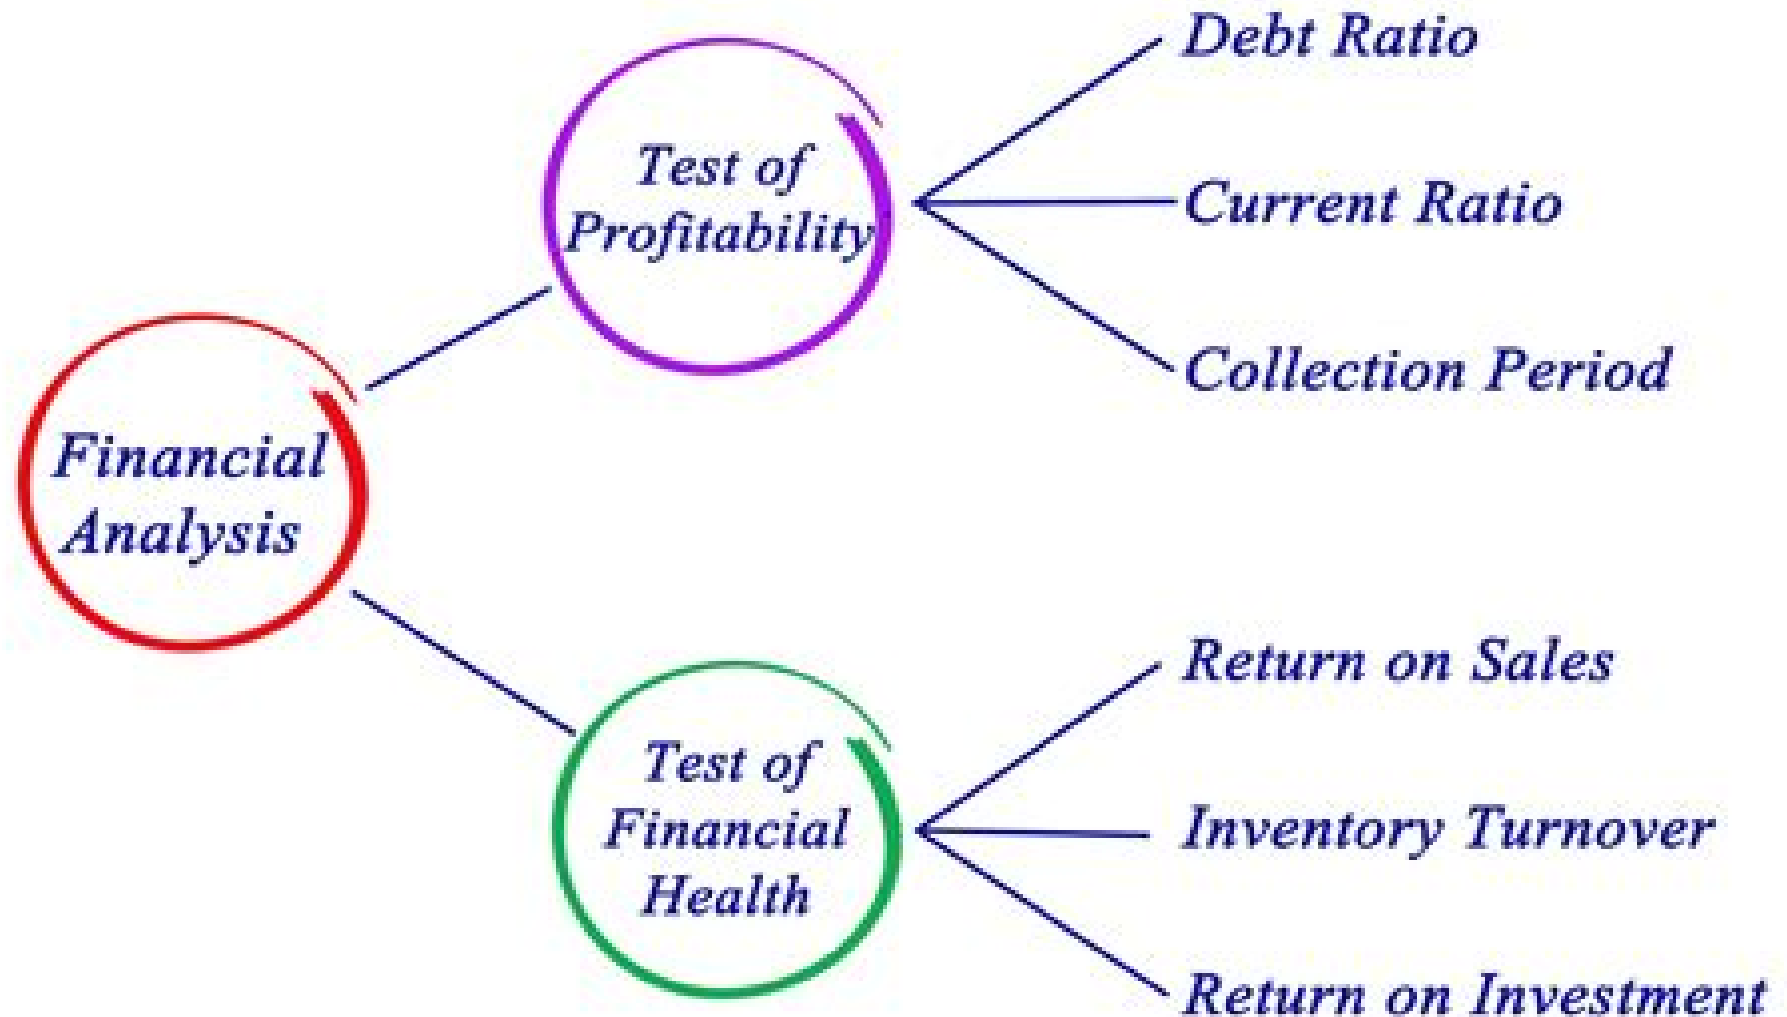 Financial
Analysis
Test of
Profitability
Debt Ratio
Current Ratio
Collection Period
Test of
Financial
Health
Return on Sales
Inventory Turnover
Return on Investment